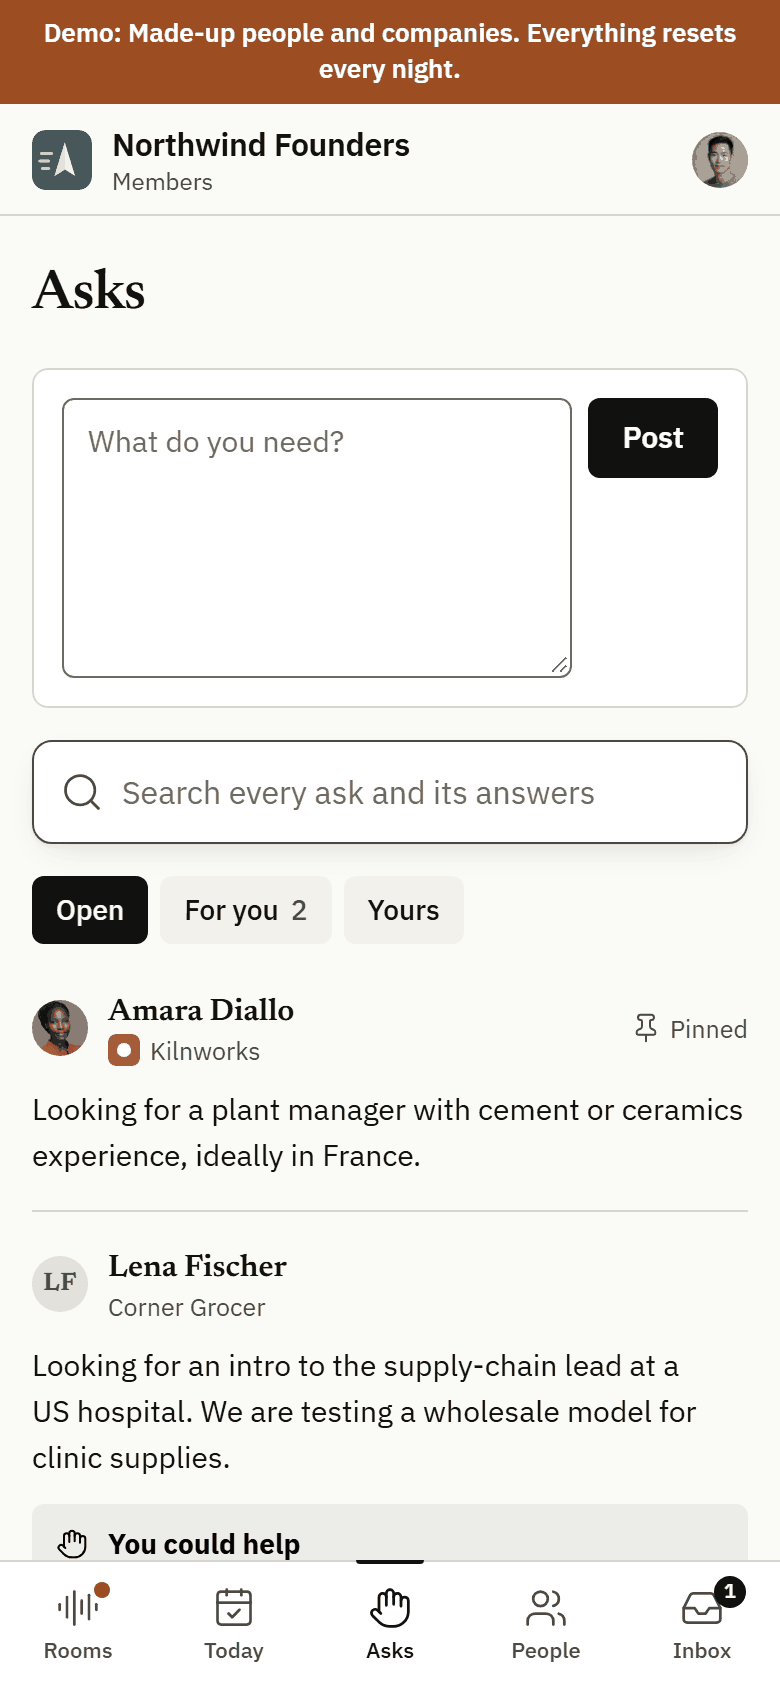 Demo: Made-up people and companies. Everything resets
every night.
Northwind Founders
Members
Asks
What do you need?
Post
Search every ask and its answers
Open
For you 2
Yours
Amara Diallo
Kilnworks
Pinned
Looking for a plant manager with cement or ceramics
experience, ideally in France.
LF
Lena Fischer
Corner Grocer
Looking for an intro to the supply-chain lead at a
US hospital. We are testing a wholesale model for
clinic supplies.
You could help
Rooms
Today
Asks
People
1
Inbox